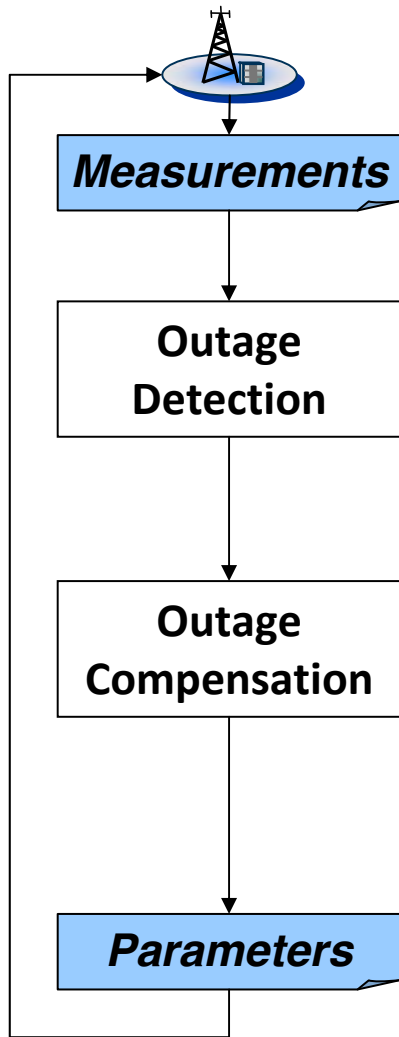 Measurements
Outage
Detection
Outage
Compensation
Parameters